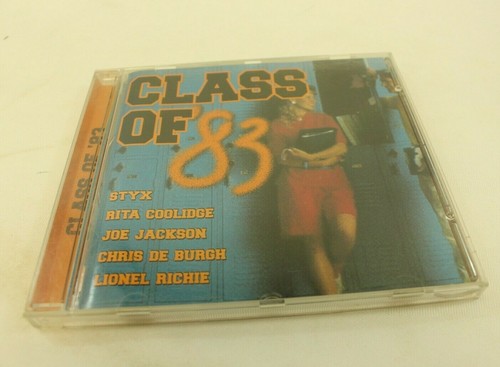 CLASS
OF '83
STYX
RITA COOLIDGE
JOE JACKSON
CHRIS DE BURGH
LIONEL RICHIE
CLASS OF '83